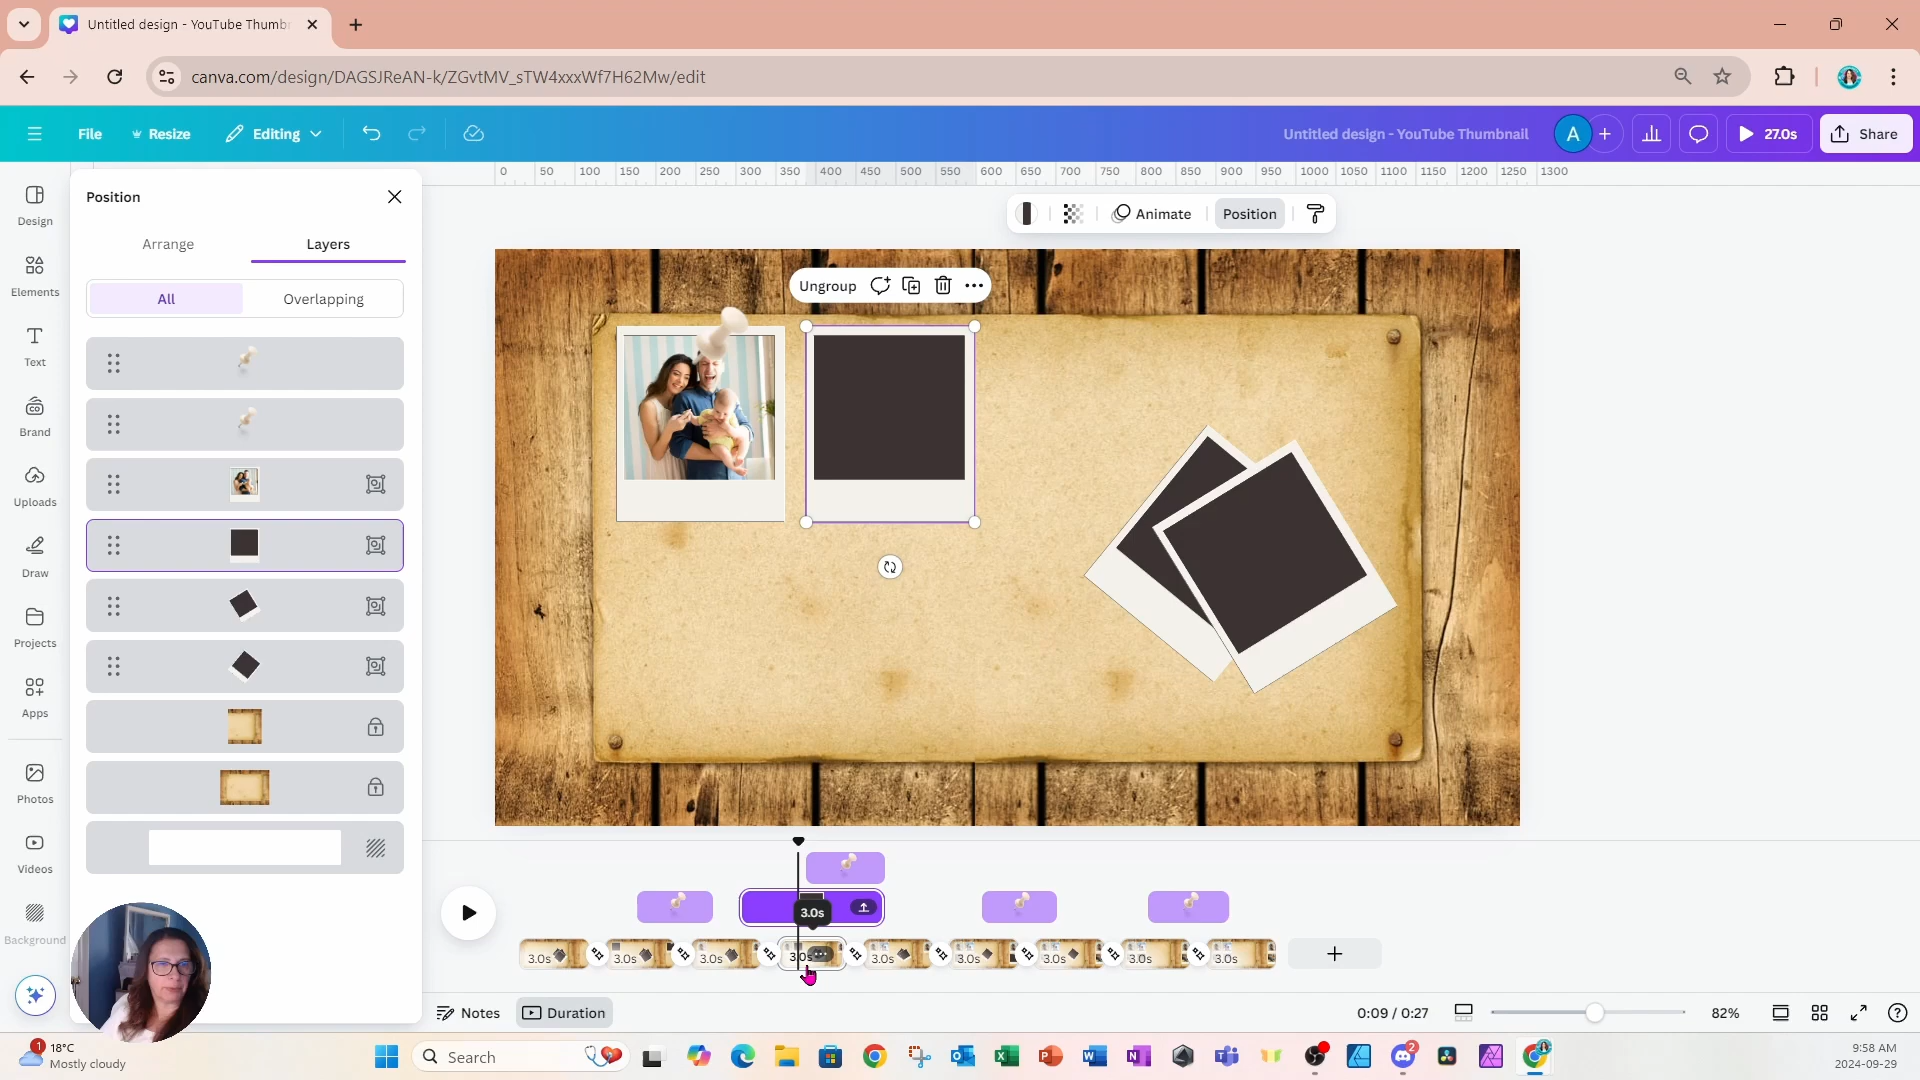 Untitled design - YouTube Thumb
canva.com/design/DAGSJReAN-k/ZGvtMV_sTW4xxxWf7H62Mw/edit
File
Resize
Editing
Untitled design - YouTube Thumbnail
A
27.0s
Share
0 50 100 150 200 250 300 350 400 450 500 550 600 650 700 750 800 850 900 950 1000 1050 1100 1150 1200 1250 1300
Position
Animate
Position
Design
Arrange
Layers
Ungroup
Elements
All
Overlapping
Text
Brand
Uploads
Draw
Projects
Apps
Photos
Videos
Background
3.0s
3.0s 3.0s 3.0s 3.0s 3.0s 3.0s 3.0s 3.0s 3.0s
Notes
Duration
0:09 / 0:27
82%
1
18°C
Mostly cloudy
Search
2
9:58 AM
2024-09-29